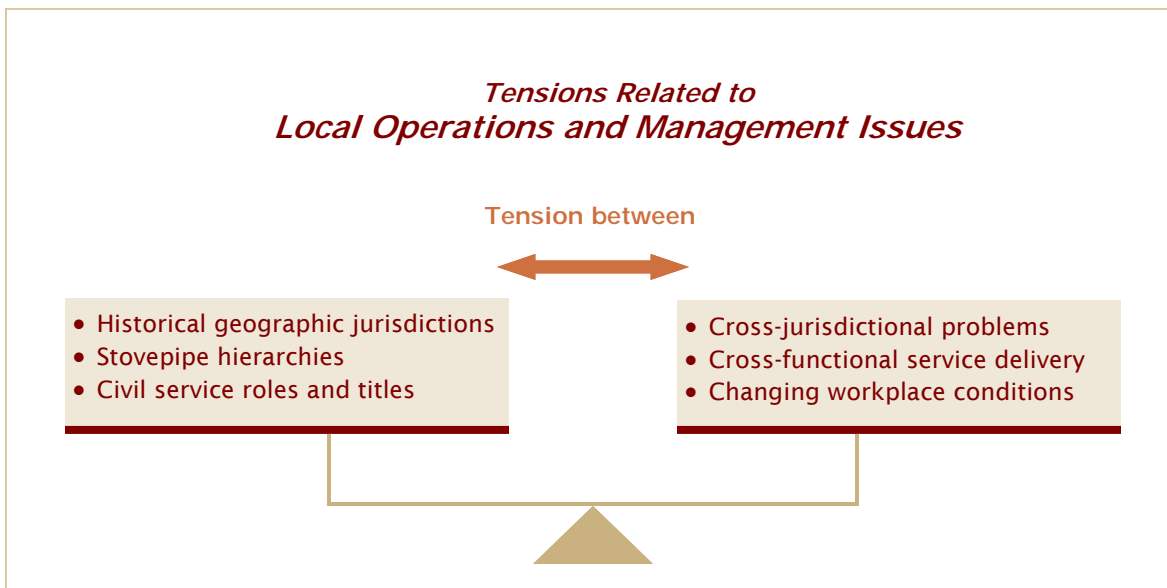 Tensions Related to
Local Operations and Management Issues
Tension between
• Historical geographic jurisdictions
• Stovepipe hierarchies
• Civil service roles and titles
• Cross-jurisdictional problems
• Cross-functional service delivery
• Changing workplace conditions